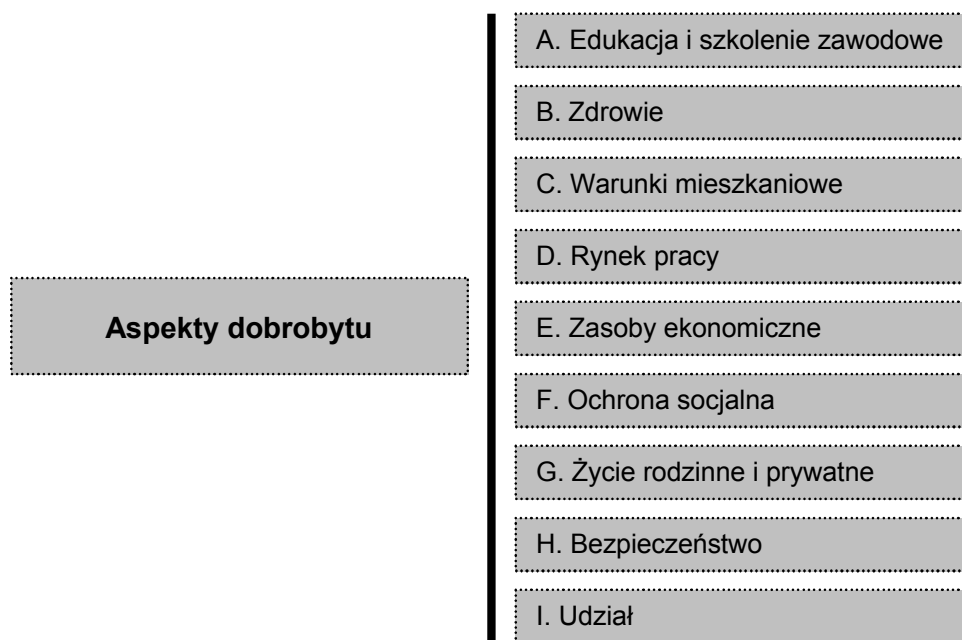 A. Edukacja i szkolenie zawodowe
B. Zdrowie
C. Warunki mieszkaniowe
D. Rynek pracy
Aspekty dobrobytu
E. Zasoby ekonomiczne
F. Ochrona socjalna
G. Życie rodzinne i prywatne
H. Bezpieczeństwo
I. Udział